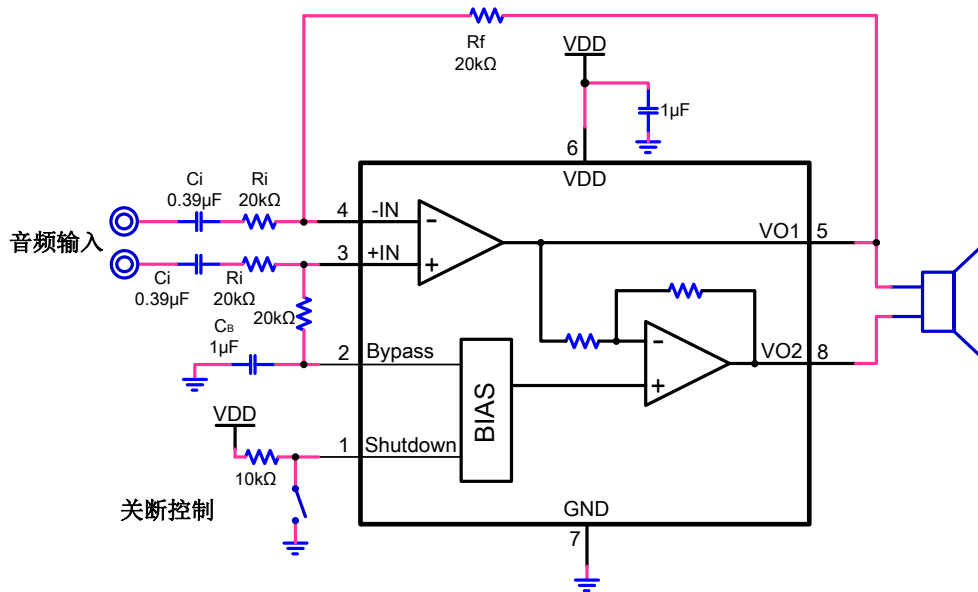 Rf
20kΩ
VDD
1μF
6
VDD
Ci
0.39μF
Ri
20kΩ
4
-IN
-
音频输入
3
+IN
+
VO1
5
Ci
0.39μF
Ri
20kΩ
20kΩ
CB
1μF
2
Bypass
-
+
VO2
8
BIAS
VDD
1
Shutdown
10kΩ
关断控制
GND
7